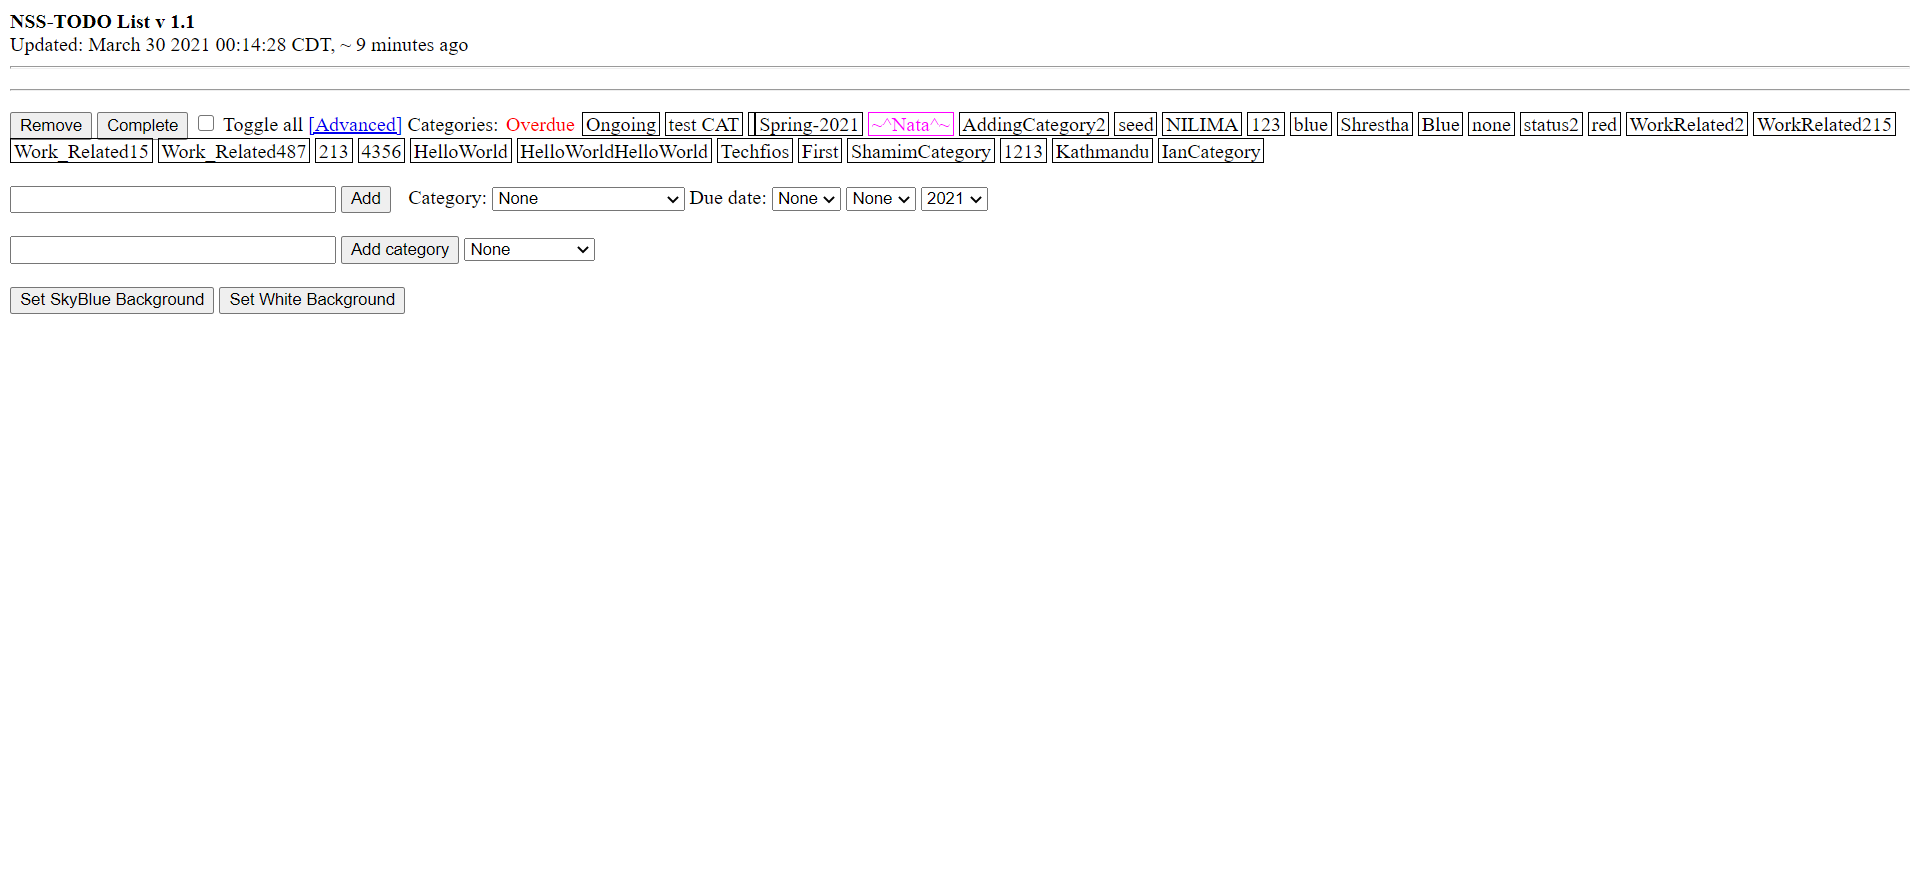 NSS-TODO List v 1.1
Updated: March 30 2021 00:14:28 CDT, ~ 9 minutes ago
Remove Complete Toggle all [Advanced] Categories: Overdue Ongoing test CAT Spring-2021 ~^Nata^~ AddingCategory2 seed NILIMA 123 blue Shrestha Blue none status2 red WorkRelated2 WorkRelated215
Work_Related15 Work_Related487 213 4356 HelloWorld HelloWorldHelloWorld Techfios First ShamimCategory 1213 Kathmandu IanCategory
Add Category: None Due date: None None 2021
Add category None
Set SkyBlue Background Set White Background